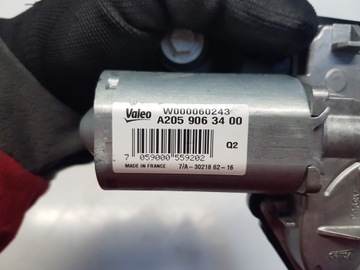 Valeo W000060243
A205 906 34 00
Q2
7 059000 559202
MADE IN FRANCE 7/A-30218 62-16